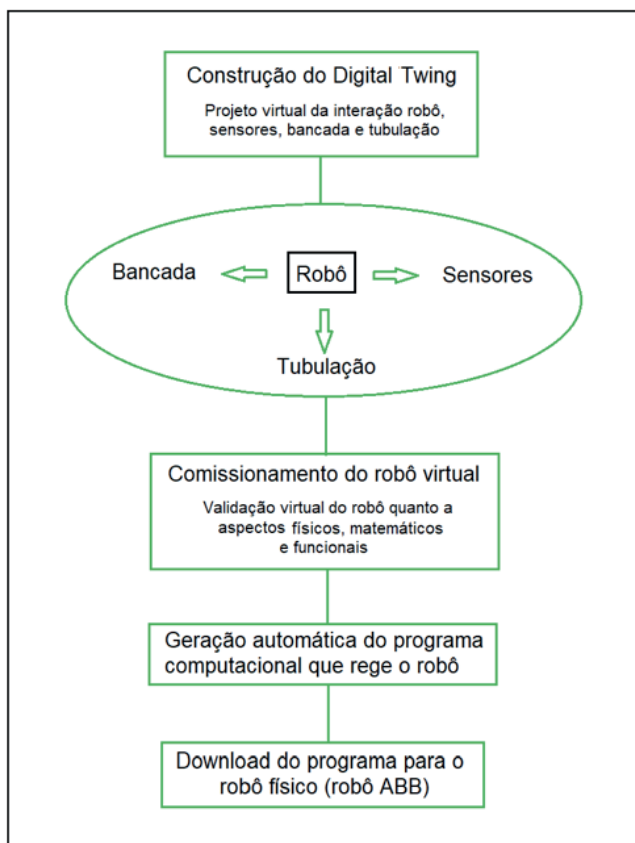 Construção do Digital Twing
Projeto virtual da interação robô,
sensores, bancada e tubulação
Bancada
Robô
Sensores
Tubulação
Comissionamento do robô virtual
Validação virtual do robô quanto a
aspectos físicos, matemáticos
e funcionais
Geração automática do programa
computacional que rege o robô
Download do programa para o
robô físico (robô ABB)